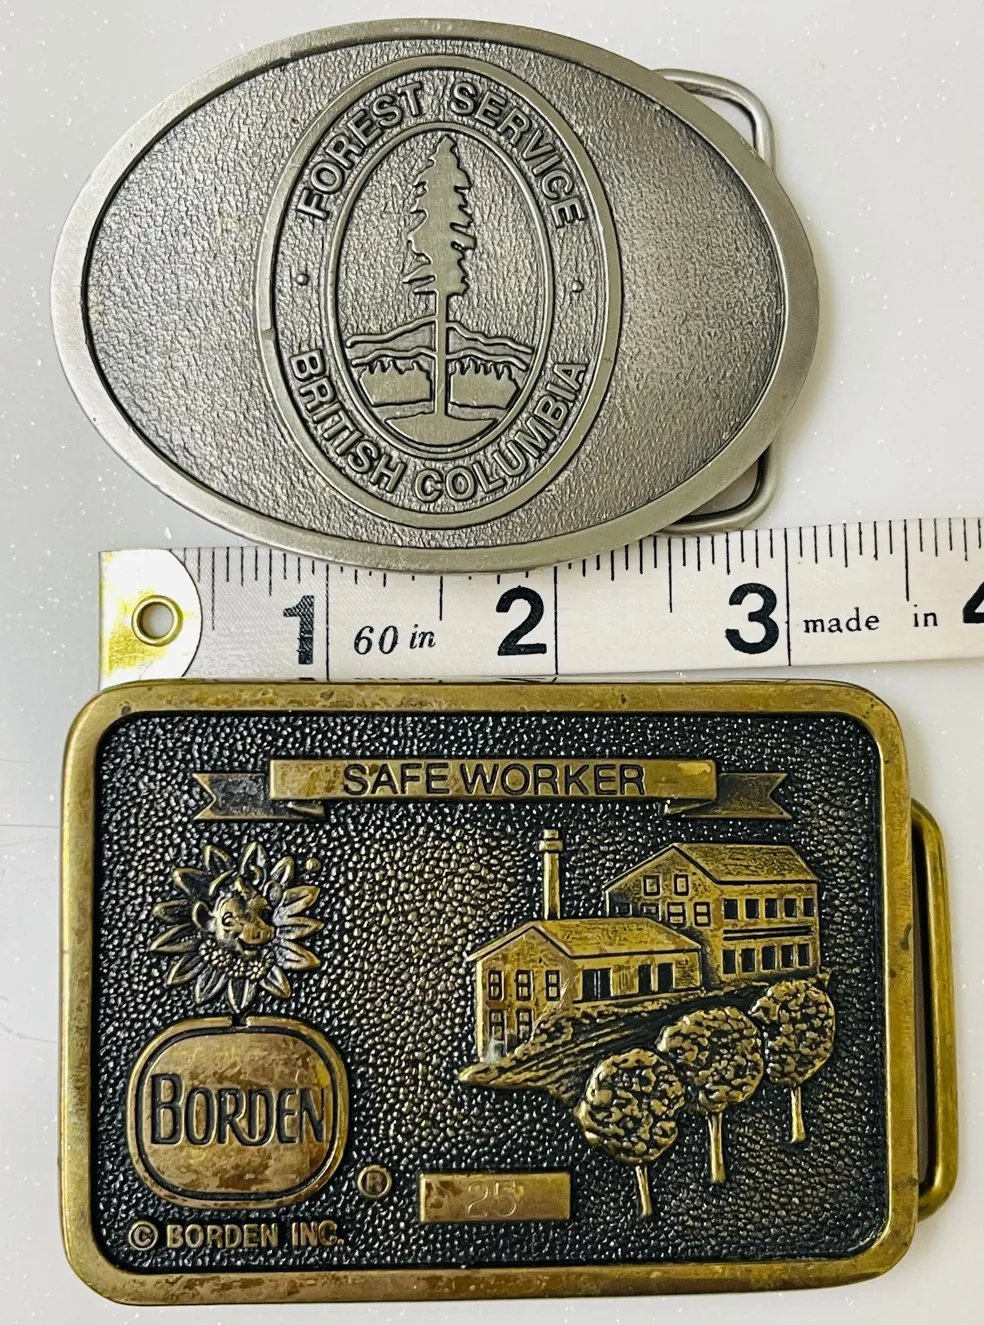 FOREST SERVICE
BRITISH COLUMBIA
1 60 in 2 3 made in 4
SAFE WORKER
BORDEN
®
25
© BORDEN INC.